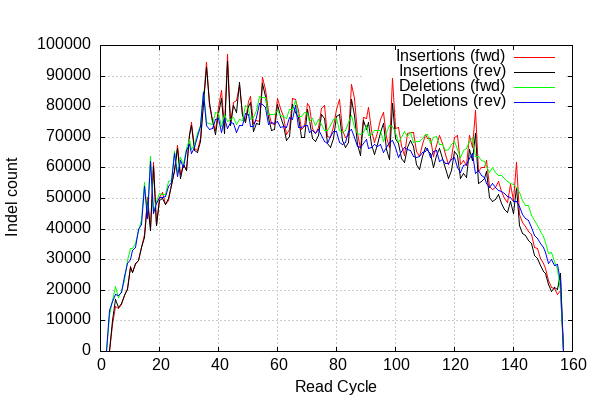 100000
90000
80000
70000
60000
50000
40000
30000
20000
10000
0
Indel count
Insertions (fwd)
Insertions (rev)
Deletions (fwd)
Deletions (rev)
0 20 40 60 80 100 120 140 160
Read Cycle